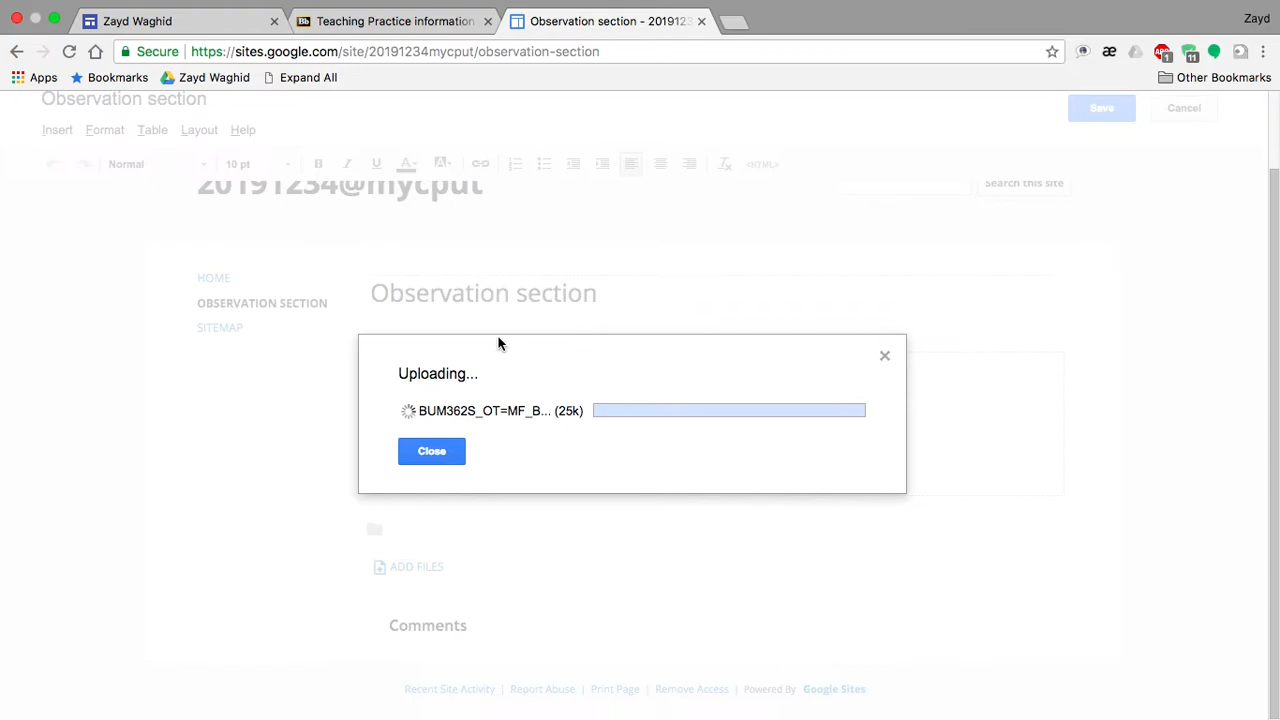 Zayd Waghid
Teaching Practice information
Observation section - 20191234
Zayd
Secure
https://sites.google.com/site/20191234mycput/observation-section
Apps
Bookmarks
Zayd Waghid
Expand All
Other Bookmarks
Observation section
Save
Cancel
Insert Format Table Layout Help
Normal 10 pt B I U A A <HTML>
20191234@mycput
Search this site
HOME
OBSERVATION SECTION
SITEMAP
Observation section
Uploading...
BUM362S_OT=MF_B... (25k)
Close
ADD FILES
Comments
Recent Site Activity | Report Abuse | Print Page | Remove Access | Powered By Google Sites